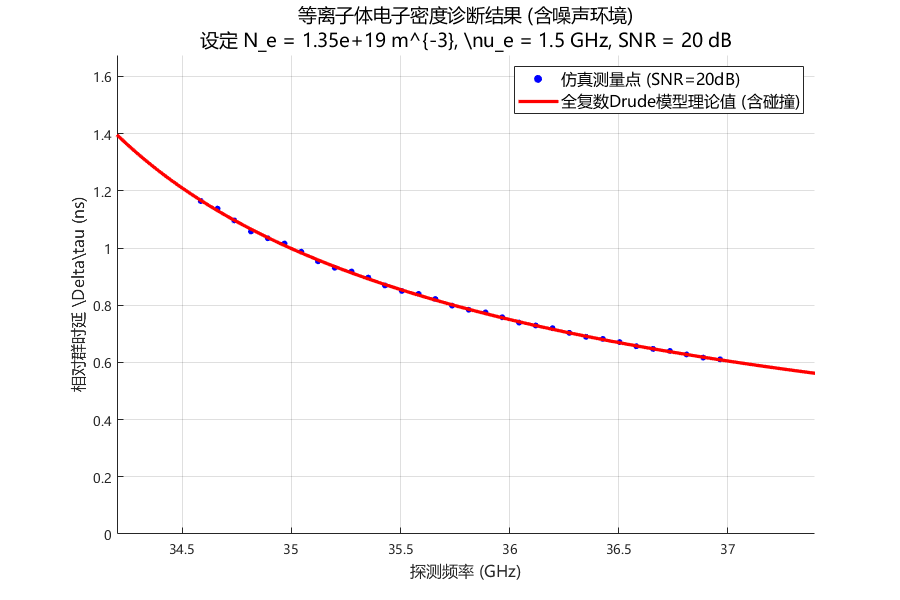 等离子体电子密度诊断结果 (含噪声环境)
设定 N_e = 1.35e+19 m^{-3}, \nu_e = 1.5 GHz, SNR = 20 dB
仿真测量点 (SNR=20dB)
全复数Drude模型理论值 (含碰撞)
相对群时延 \Delta\tau (ns)
1.6
1.4
1.2
1
0.8
0.6
0.4
0.2
0
34.5
35
35.5
36
36.5
37
探测频率 (GHz)